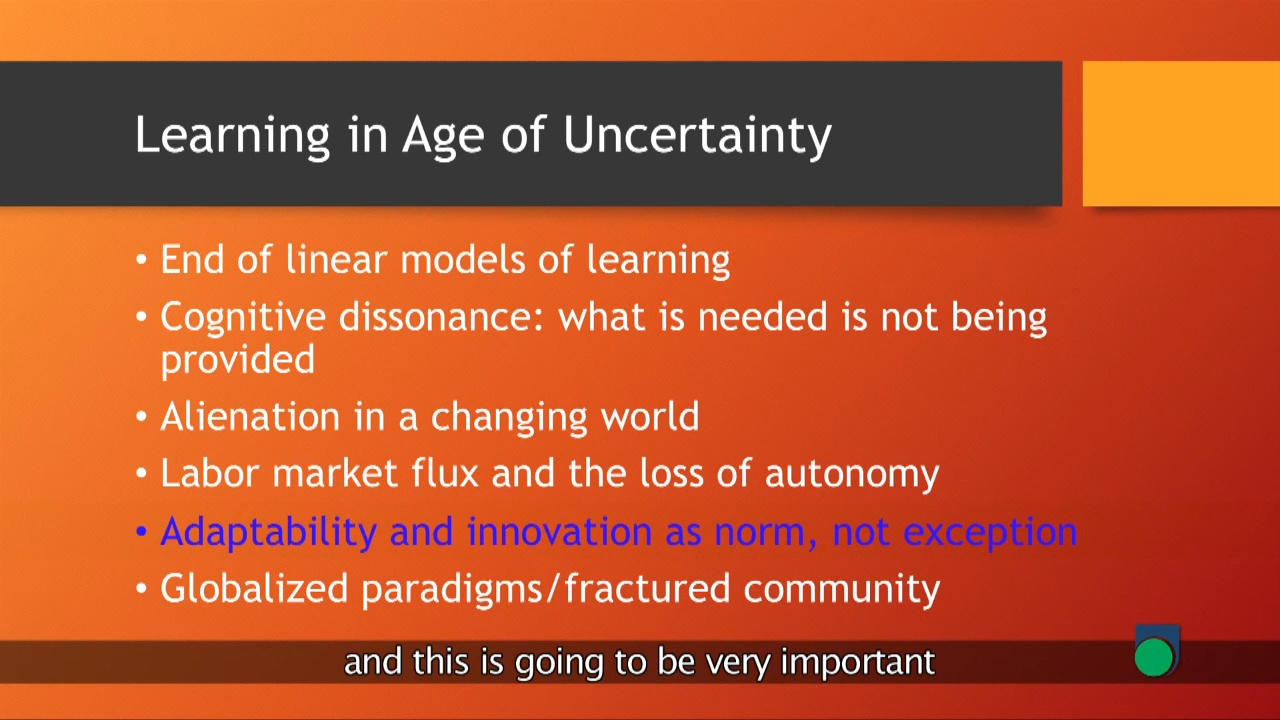 Learning in Age of Uncertainty
• End of linear models of learning
• Cognitive dissonance: what is needed is not being
provided
• Alienation in a changing world
• Labor market flux and the loss of autonomy
• Adaptability and innovation as norm, not exception
• Globalized paradigms/fractured community
and this is going to be very important